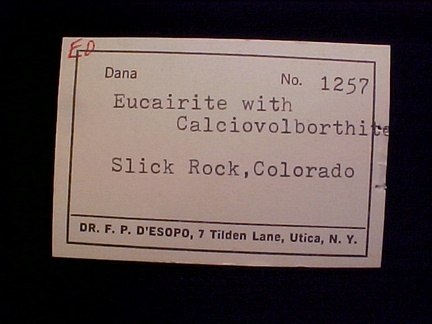 ED
Dana No. 1257
Eucairite with
Calciovolborthite
Slick Rock,Colorado
DR. F. P. D'ESOPO, 7 Tilden Lane, Utica, N. Y.